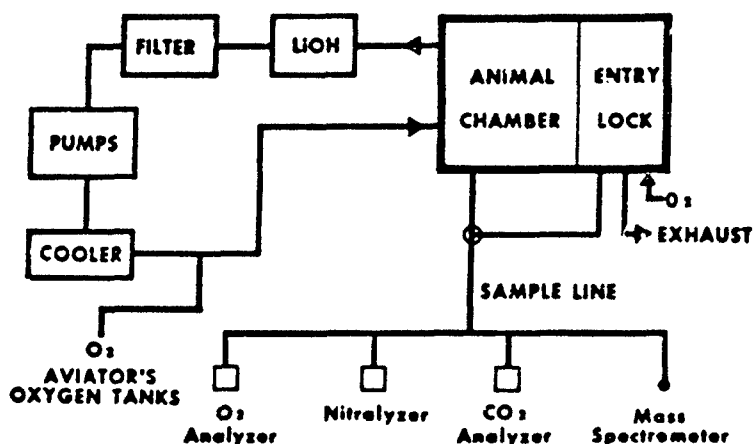 FILTER
LiOH
ANIMAL
CHAMBER
ENTRY
LOCK
PUMPS
COOLER
O₂
EXHAUST
SAMPLE LINE
O₂
AVIATOR'S
OXYGEN TANKS
O₂
Analyzer
Nitralyzer
CO₂
Analyzer
Mass
Spectrometer